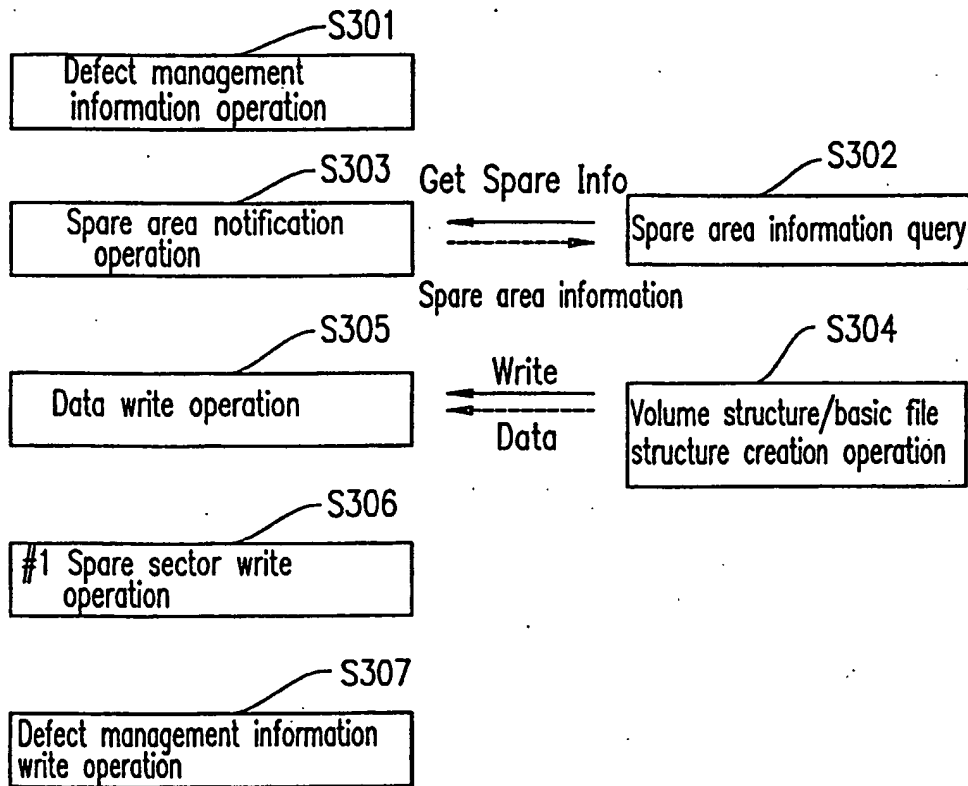 S301
Defect management
information operation
S303
Spare area notification
operation
Get Spare Info
Spare area information
S302
Spare area information query
S305
Data write operation
Write
Data
S304
Volume structure/basic file
structure creation operation
S306
#1 Spare sector write
operation
S307
Defect management information
write operation